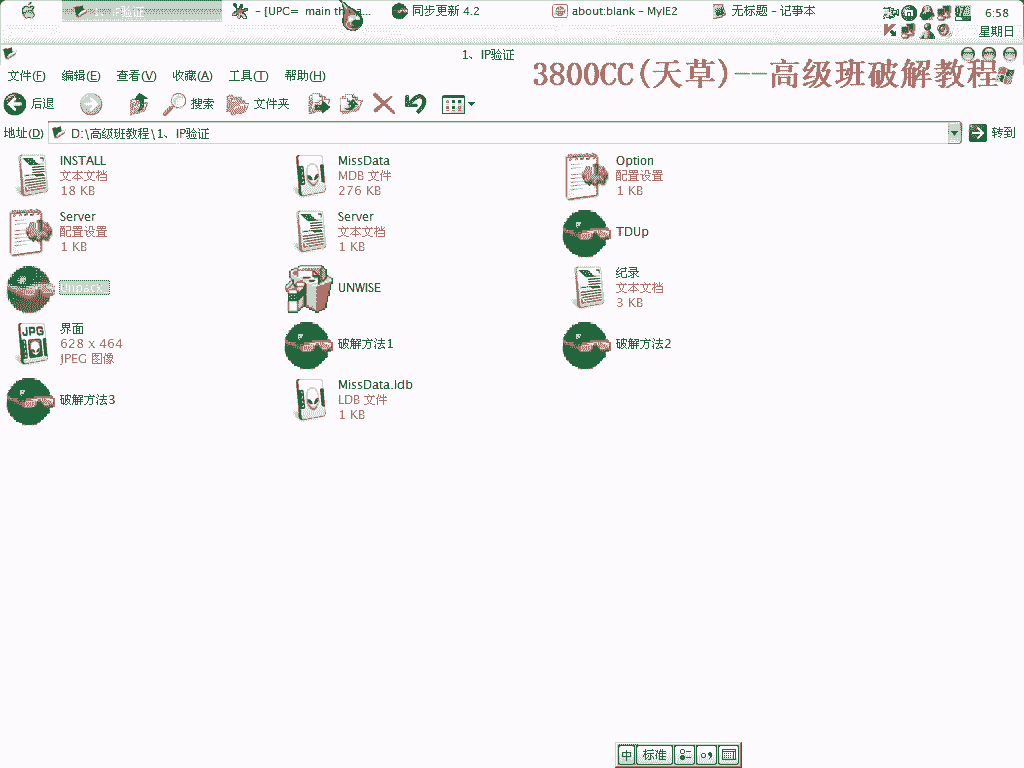 1、IP验证
- [UPC= main th a...
同步更新 4.2
about:blank - MyIE2
无标题 - 记事本
6:58
星期日
1、IP验证
3800CC(天草)--高级班破解教程
文件(F) 编辑(E) 查看(V) 收藏(A) 工具(T) 帮助(H)
后退 搜索 文件夹
地址(D) D:\高级班教程\1、IP验证 转到
INSTALL
文本文档
18 KB
MissData
MDB 文件
276 KB
Option
配置设置
1 KB
Server
配置设置
1 KB
Server
文本文档
1 KB
TDUp
unpack
UNWISE
纪录
文本文档
3 KB
界面
628 x 464
JPEG 图像
破解方法1
破解方法2
破解方法3
MissData.ldb
LDB 文件
1 KB
中 标准